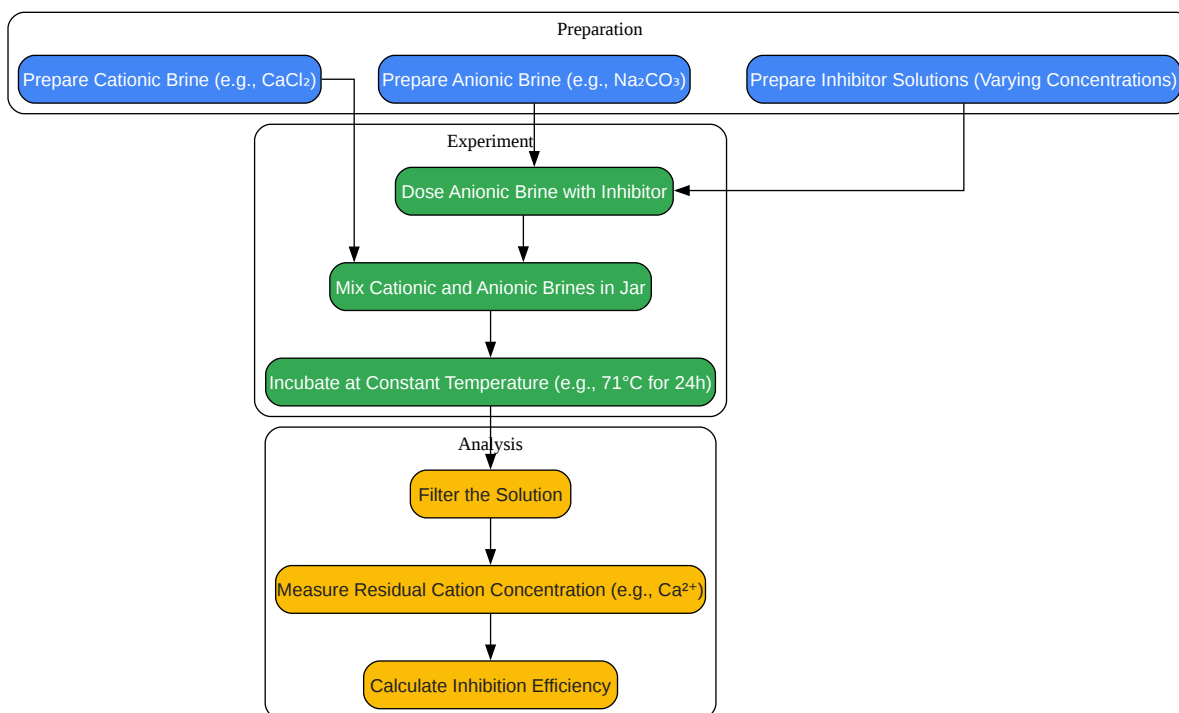 Preparation
Prepare Cationic Brine (e.g., CaCl₂)
Prepare Anionic Brine (e.g., Na₂CO₃)
Prepare Inhibitor Solutions (Varying Concentrations)
Experiment
Dose Anionic Brine with Inhibitor
Mix Cationic and Anionic Brines in Jar
Incubate at Constant Temperature (e.g., 71°C for 24h)
Analysis
Filter the Solution
Measure Residual Cation Concentration (e.g., Ca²⁺)
Calculate Inhibition Efficiency